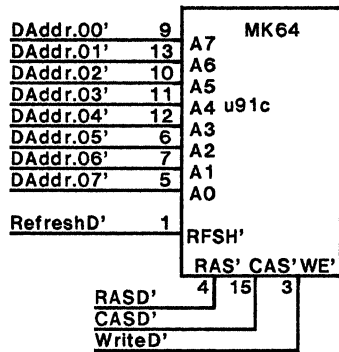 DAddr.00' 9 A7 MK64
DAddr.01' 13 A6
DAddr.02' 10 A5
DAddr.03' 11 A4 u91c
DAddr.04' 12 A3
DAddr.05' 6 A2
DAddr.06' 7 A1
DAddr.07' 5 A0
RefreshD' 1 RFSH'
RAS' CAS' WE'
RASD' 4 15 3
CASD'
WriteD'